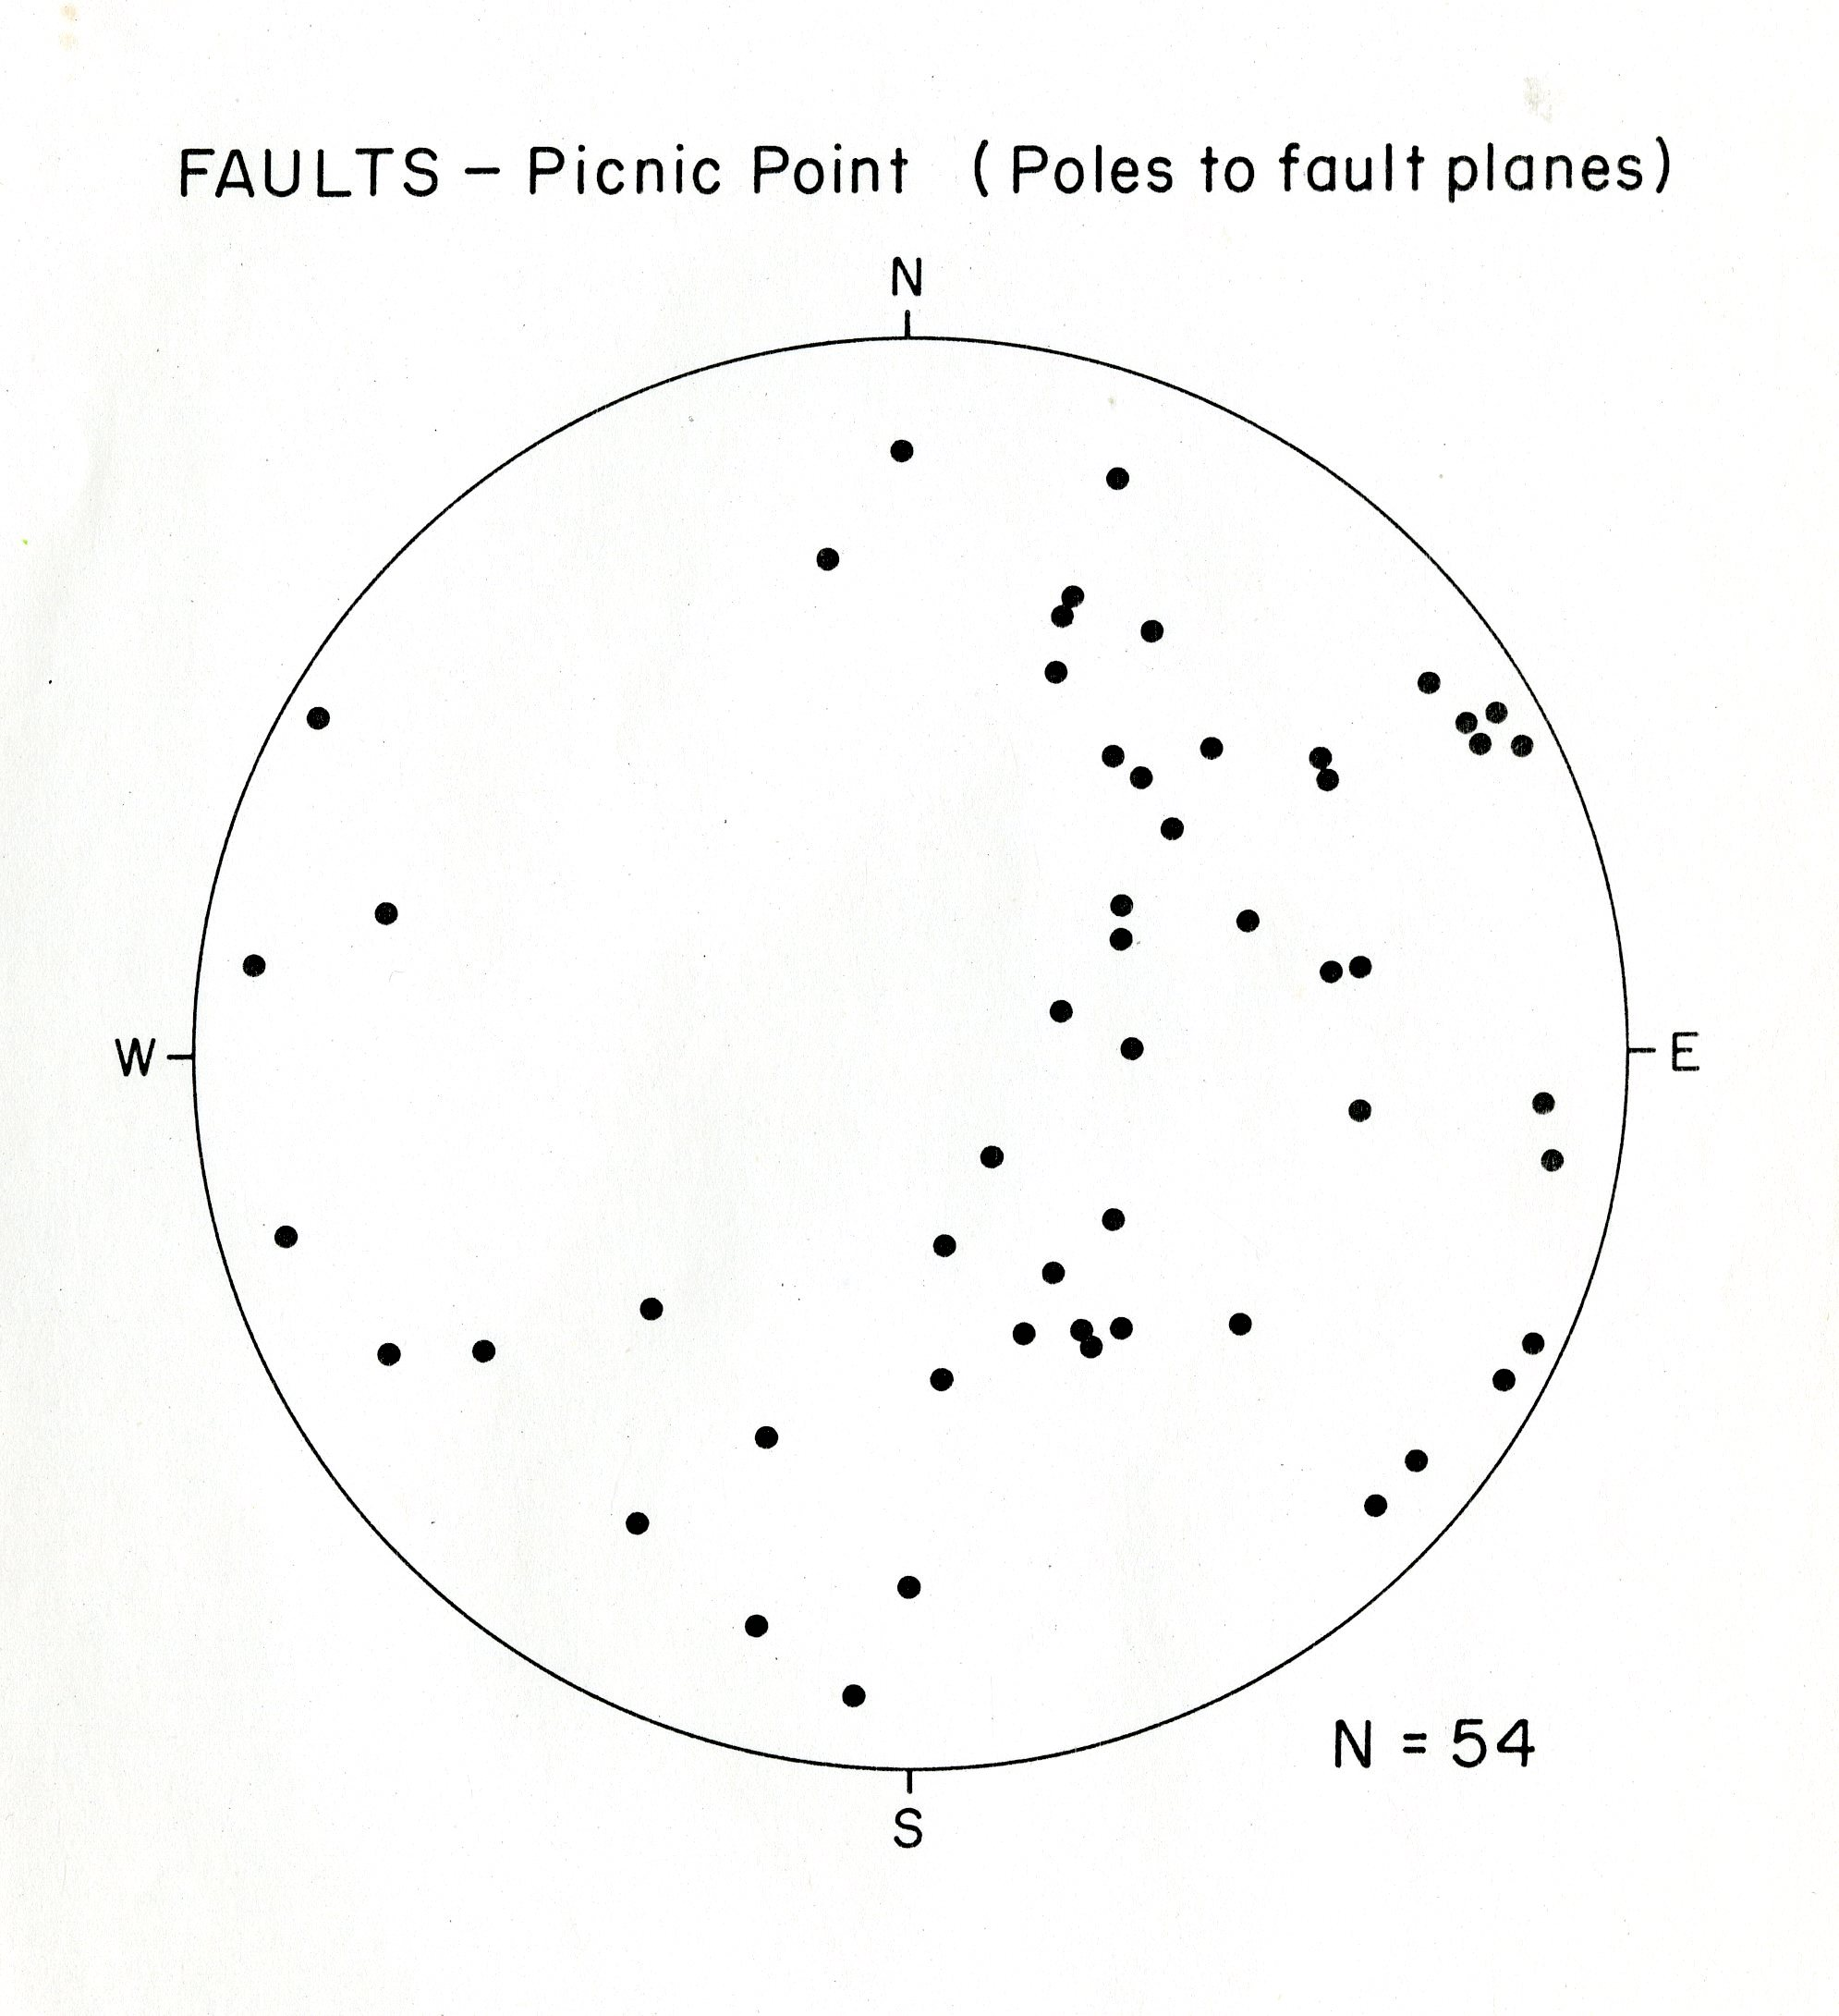 FAULTS – Picnic Point (Poles to fault planes)
N
W
E
N = 54
S